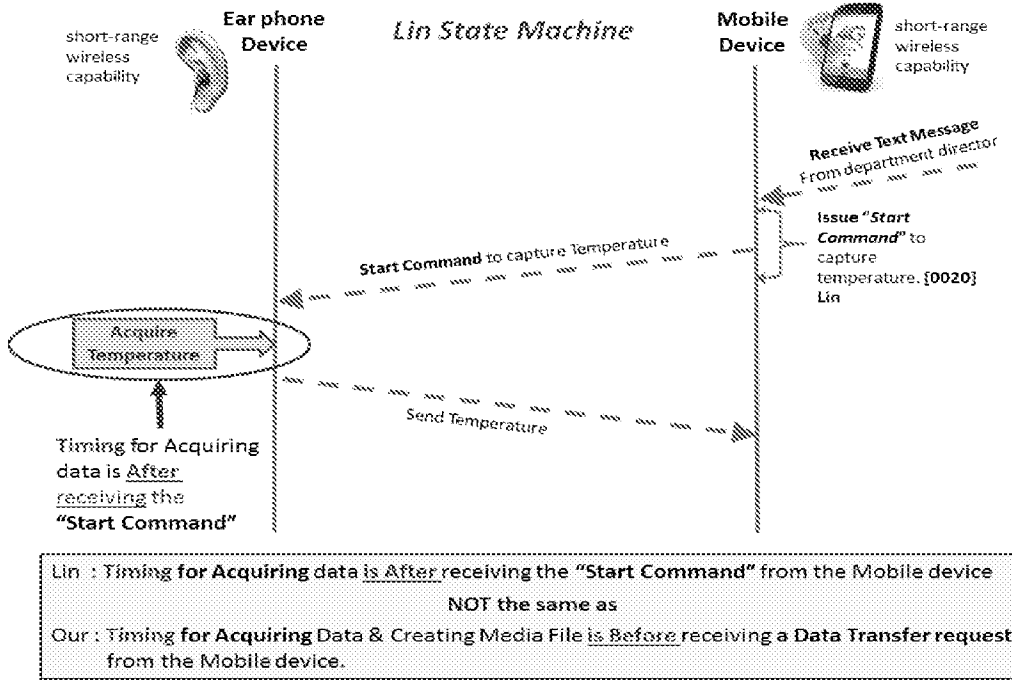 Ear phone
Device
Lin State Machine
Mobile
Device
short-range
wireless
capability
short-range
wireless
capability
Receive Text Message
From department director
Issue "Start
Command" to
capture
temperature. [0020]
Lin
Start Command to capture Temperature
Acquire
Temperature
Send Temperature
Timing for Acquiring
data is After
receiving the
"Start Command"
Lin : Timing for Acquiring data is After receiving the "Start Command" from the Mobile device
NOT the same as
Our : Timing for Acquiring Data & Creating Media File is Before receiving a Data Transfer request
from the Mobile device.